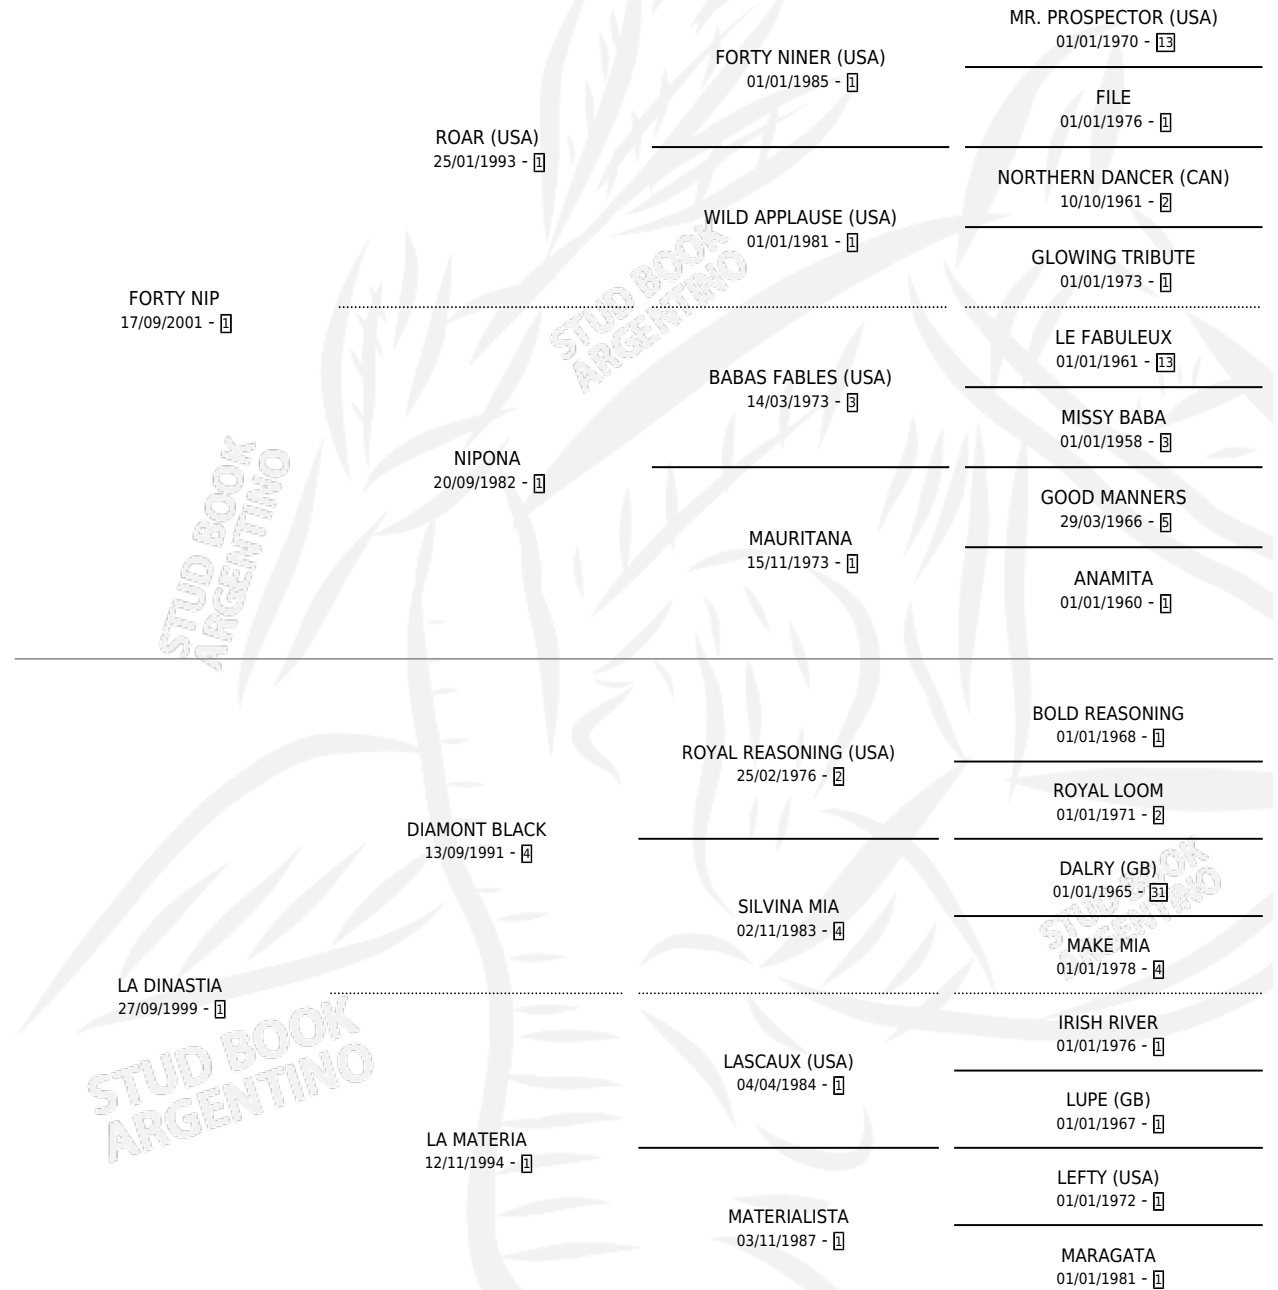 MR. PROSPECTOR (USA)
01/01/1970 - 13
FORTY NINER (USA)
01/01/1985 - 1
FILE
01/01/1976 - 1
ROAR (USA)
25/01/1993 - 1
NORTHERN DANCER (CAN)
10/10/1961 - 2
WILD APPLAUSE (USA)
01/01/1981 - 1
GLOWING TRIBUTE
01/01/1973 - 1
FORTY NIP
17/09/2001 - 1
LE FABULEUX
01/01/1961 - 13
BABAS FABLES (USA)
14/03/1973 - 3
MISSY BABA
01/01/1958 - 3
NIPONA
20/09/1982 - 1
GOOD MANNERS
29/03/1966 - 5
MAURITANA
15/11/1973 - 1
ANAMITA
01/01/1960 - 1
STUD BOOK
ARGENTINO
STUD BOOK
ARGENTINO
BOLD REASONING
01/01/1968 - 1
ROYAL REASONING (USA)
25/02/1976 - 2
ROYAL LOOM
01/01/1971 - 2
DIAMONT BLACK
13/09/1991 - 4
DALRY (GB)
01/01/1965 - 31
SILVINA MIA
02/11/1983 - 4
MAKE MIA
01/01/1978 - 4
LA DINASTIA
27/09/1999 - 1
IRISH RIVER
01/01/1976 - 1
LASCAUX (USA)
04/04/1984 - 1
LUPE (GB)
01/01/1967 - 1
LA MATERIA
12/11/1994 - 1
LEFTY (USA)
01/01/1972 - 1
MATERIALISTA
03/11/1987 - 1
MARAGATA
01/01/1981 - 1
STUD BOOK
ARGENTINO
STUD BOOK
ARGENTINO